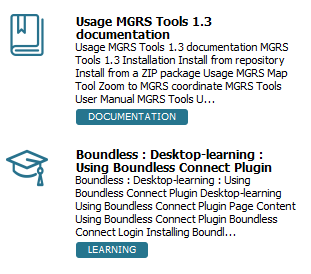 Usage MGRS Tools 1.3
documentation
Usage MGRS Tools 1.3 documentation MGRS
Tools 1.3 Installation Install from repository
Install from a ZIP package Usage MGRS Map
Tool Zoom to MGRS coordinate MGRS Tools
User Manual MGRS Tools U...
DOCUMENTATION
Boundless : Desktop-learning :
Using Boundless Connect Plugin
Boundless : Desktop-learning : Using
Boundless Connect Plugin Desktop-learning
Using Boundless Connect Plugin Page Content
Using Boundless Connect Plugin Boundless
Connect Login Installing Boundl...
LEARNING